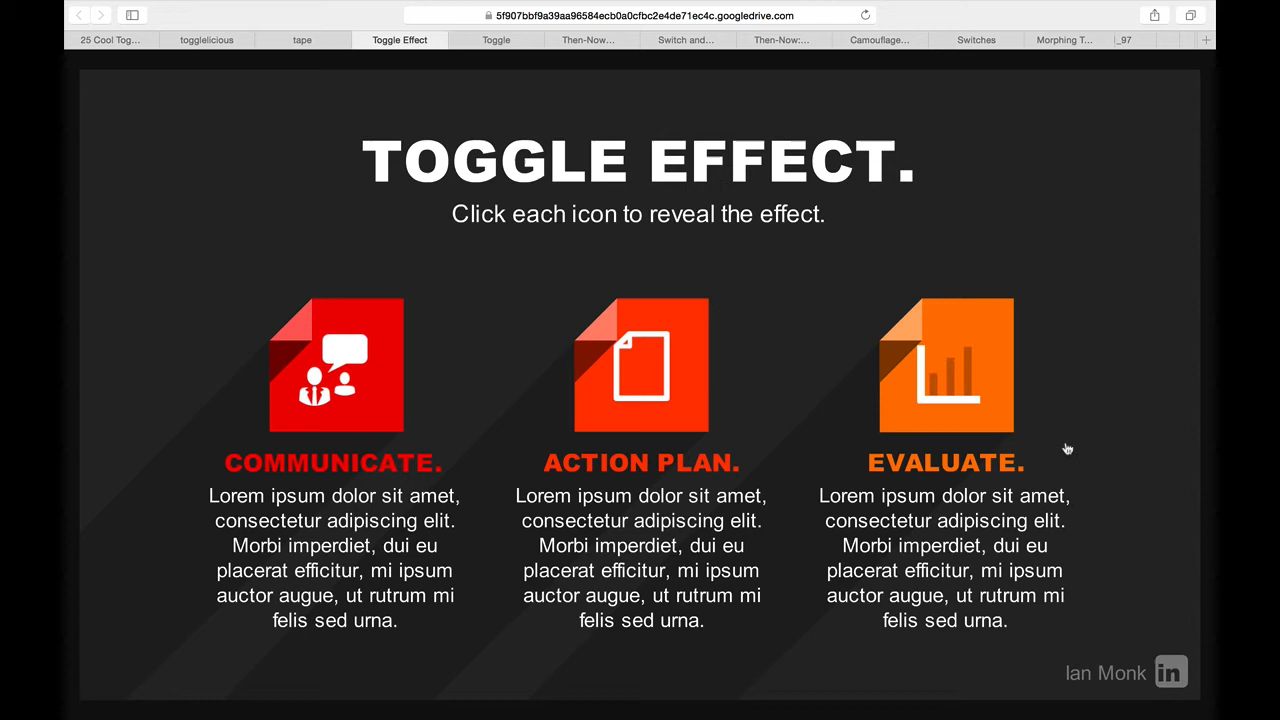 5f907bbf9a39aa96584ecb0a0cfbc2e4de71ec4c.googledrive.com
25 Cool Tog... togglelicious tape Toggle Effect Toggle Then-Now... Switch and... Then-Now:... Camouflage... Switches Morphing T... |_97
TOGGLE EFFECT.
Click each icon to reveal the effect.
COMMUNICATE.
Lorem ipsum dolor sit amet,
consectetur adipiscing elit.
Morbi imperdiet, dui eu
placerat efficitur, mi ipsum
auctor augue, ut rutrum mi
felis sed urna.
ACTION PLAN.
Lorem ipsum dolor sit amet,
consectetur adipiscing elit.
Morbi imperdiet, dui eu
placerat efficitur, mi ipsum
auctor augue, ut rutrum mi
felis sed urna.
EVALUATE.
Lorem ipsum dolor sit amet,
consectetur adipiscing elit.
Morbi imperdiet, dui eu
placerat efficitur, mi ipsum
auctor augue, ut rutrum mi
felis sed urna.
Ian Monk in